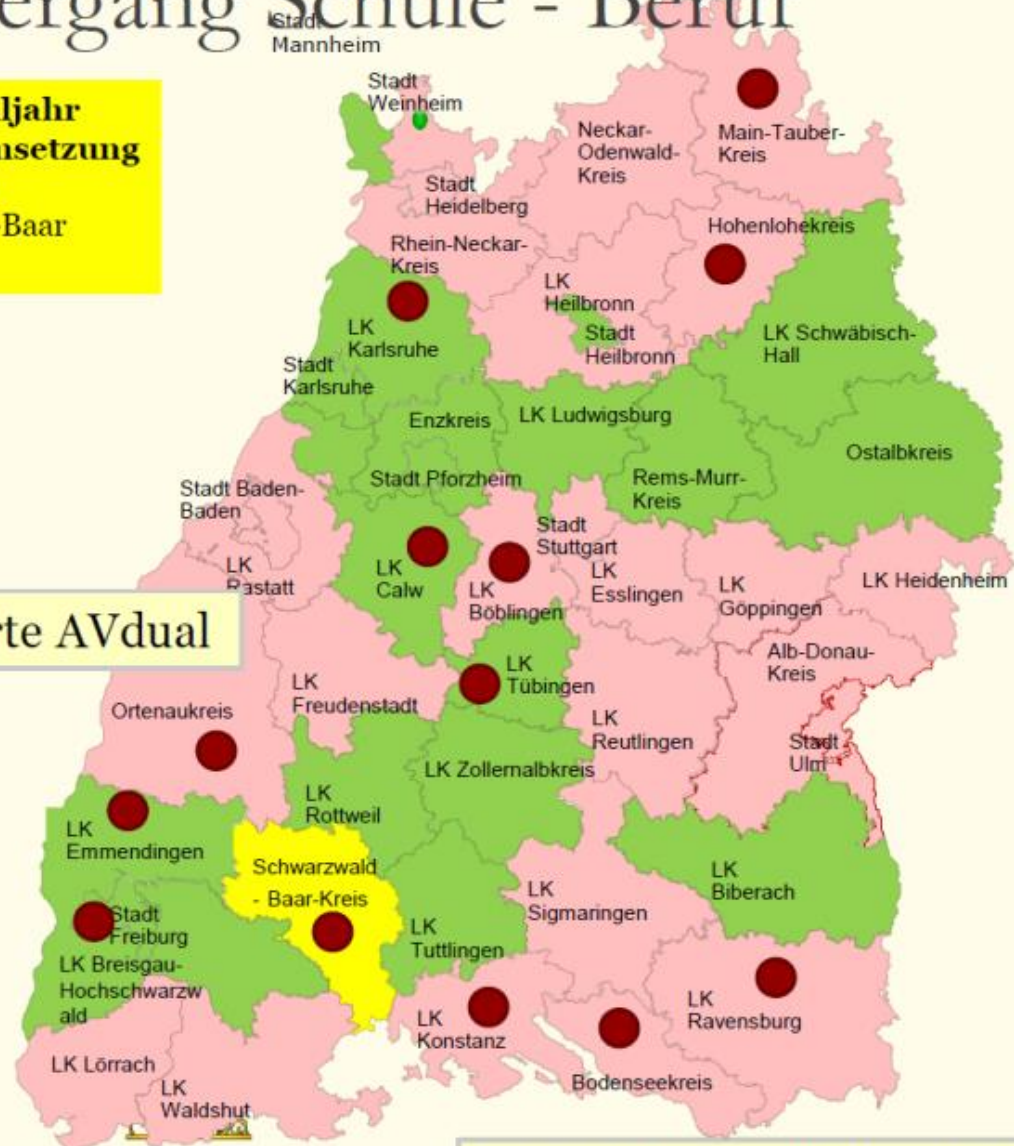 ergang Schule - Beruf
Stadt
Mannheim
ljahr
nsetzung
-Baar
Stadt
Weinheim
Neckar-
Odenwald-
Kreis
Main-Tauber-
Kreis
Stadt
Heidelberg
Hohenlohekreis
Rhein-Neckar-
Kreis
LK
Heilbronn
Stadt
Heilbronn
LK
Karlsruhe
LK Schwäbisch-
Hall
Stadt
Karlsruhe
Enzkreis
LK Ludwigsburg
Ostalbkreis
Stadt Pforzheim
Rems-Murr-
Kreis
Stadt Baden-
Baden
Stadt
Stuttgart
LK
Rastatt
LK
Calw
LK
Böblingen
LK
Esslingen
LK
Göppingen
LK Heidenheim
rte AVdual
Alb-Donau-
Kreis
LK
Tübingen
LK
Freudenstadt
Ortenaukreis
LK
Reutlingen
Stadt
Ulm
LK Zollernalbkreis
LK
Rottweil
LK
Emmendingen
Schwarzwald
- Baar-Kreis
LK
Biberach
LK
Sigmaringen
Stadt
Freiburg
LK
Tuttlingen
LK Breisgau-
Hochschwarzw
ald
LK
Ravensburg
LK
Konstanz
LK Lörrach
Bodenseekreis
LK
Waldshut